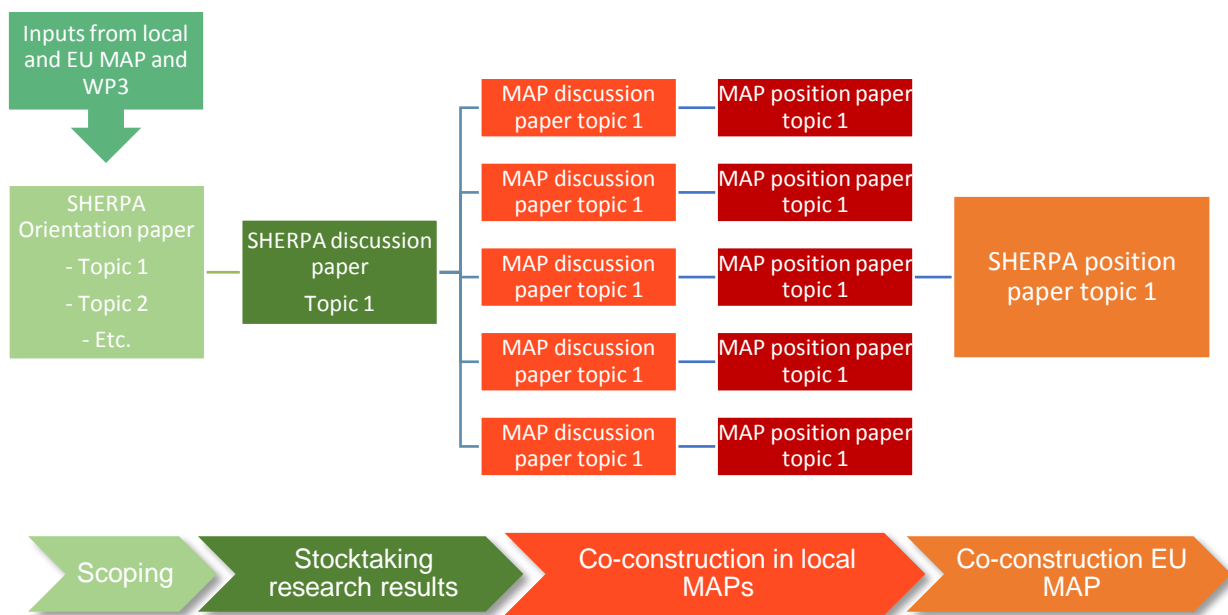 Inputs from local
and EU MAP and
WP3
SHERPA
Orientation paper
- Topic 1
- Topic 2
- Etc.
SHERPA discussion
paper
Topic 1
MAP discussion
paper topic 1
MAP position paper
topic 1
MAP discussion
paper topic 1
MAP position paper
topic 1
MAP discussion
paper topic 1
MAP position paper
topic 1
MAP discussion
paper topic 1
MAP position paper
topic 1
MAP discussion
paper topic 1
MAP position paper
topic 1
SHERPA position
paper topic 1
Scoping
Stocktaking
research results
Co-construction in local
MAPs
Co-construction EU
MAP